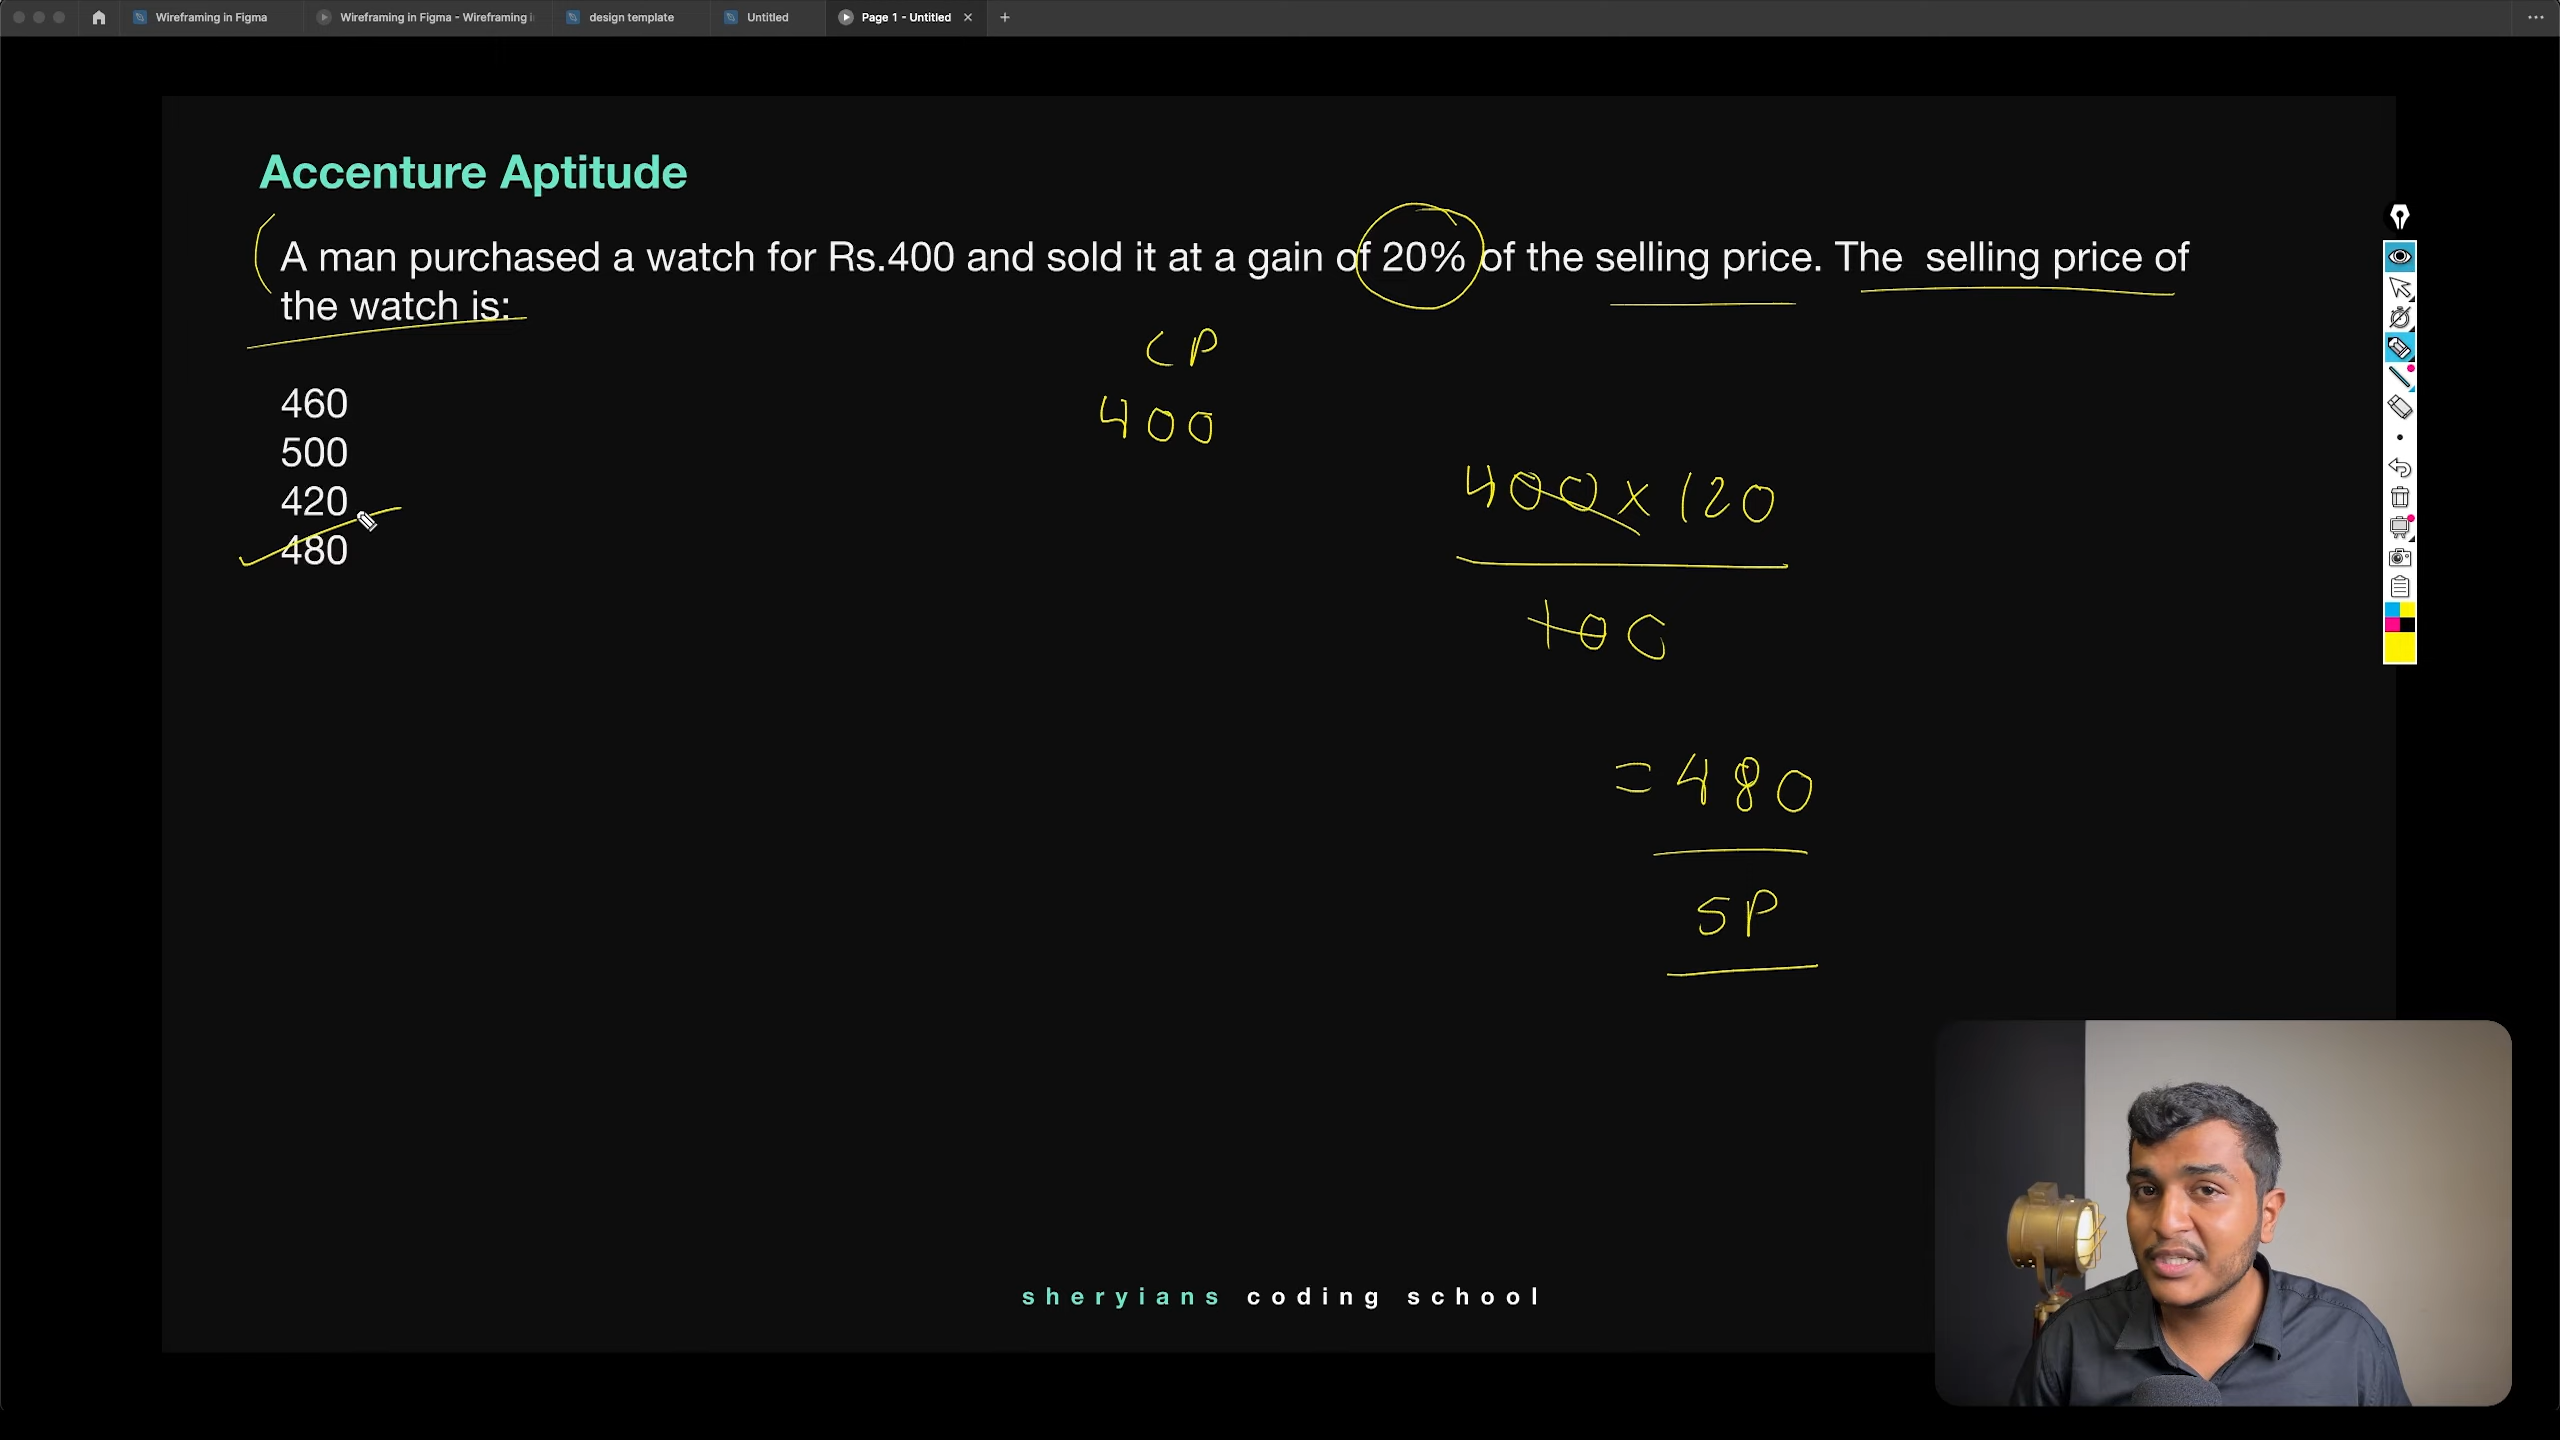 Wireframing in Figma
Wireframing in Figma - Wireframing i
design template
Untitled
Page 1 - Untitled
Accenture Aptitude
A man purchased a watch for Rs.400 and sold it at a gain of 20% of the selling price. The selling price of
the watch is:
CP
400
460
500
420
480
400 x 120
100
= 480
SP
sheryians coding school